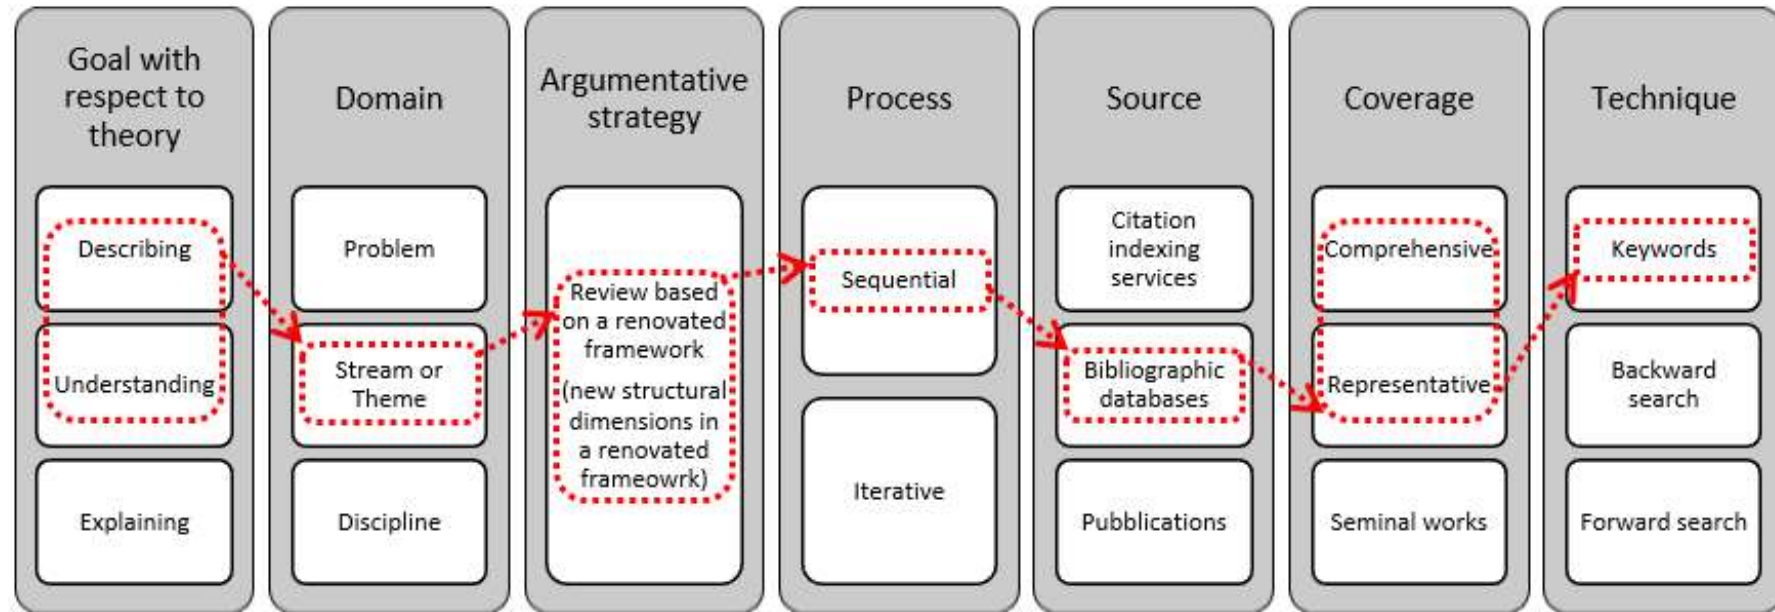 Goal with
respect to
theory
Describing
Understanding
Explaining
Domain
Problem
Stream or
Theme
Discipline
Argumentative
strategy
Review based
on a renovated
framework
(new structural
dimensions in
a renovated
frameowrk)
Process
Sequential
Iterative
Source
Citation
indexing
services
Bibliographic
databases
Pubblications
Coverage
Comprehensive
Representative
Seminal works
Technique
Keywords
Backward
search
Forward search